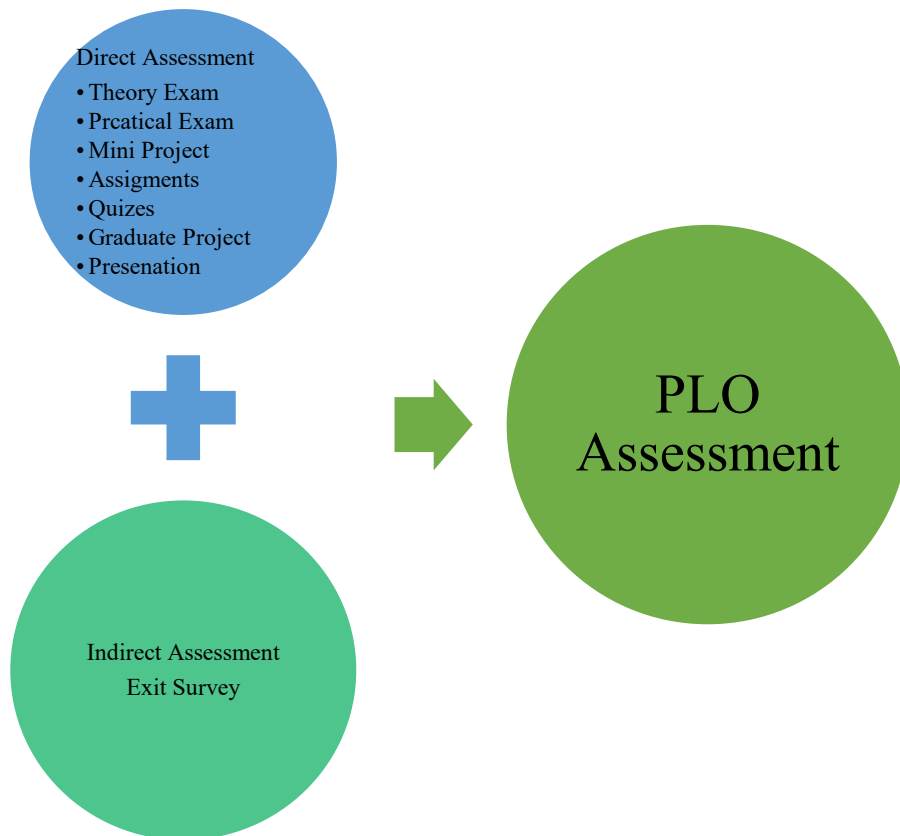 Direct Assessment
• Theory Exam
• Prcatical Exam
• Mini Project
• Assigments
• Quizes
• Graduate Project
• Presenation
PLO
Assessment
Indirect Assessment
Exit Survey